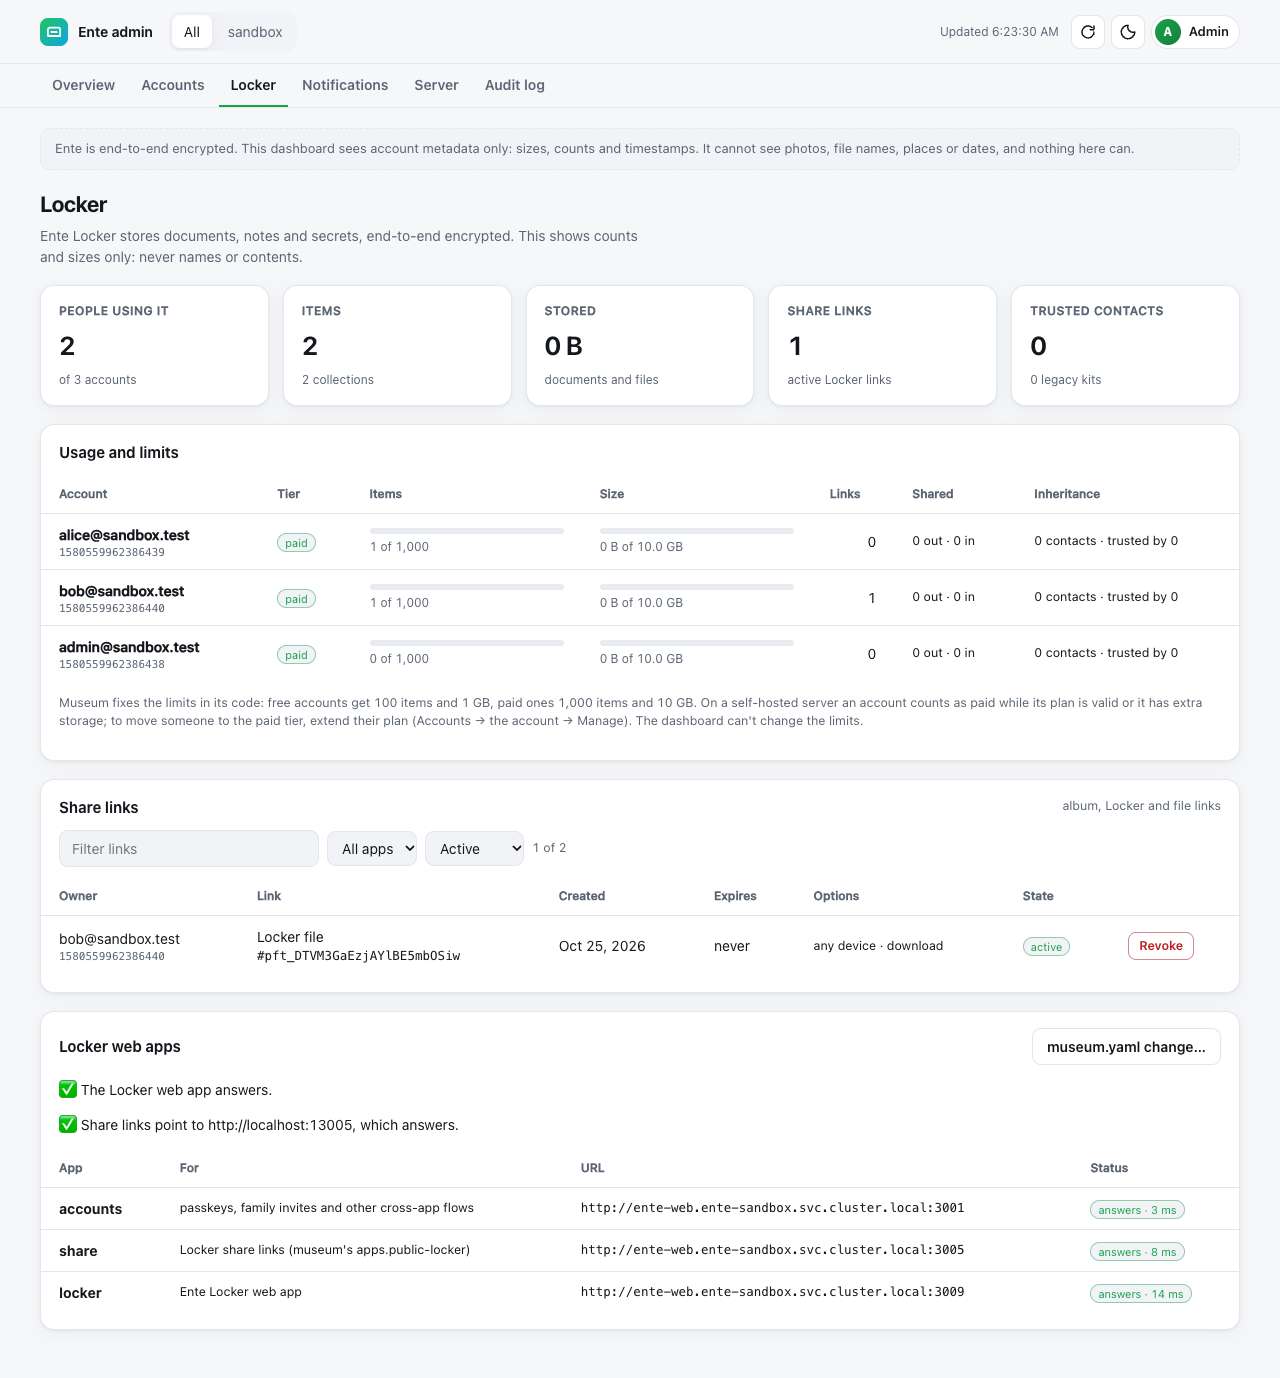 Ente admin
All
sandbox
Updated 6:23:30 AM
A
Admin
Overview
Accounts
Locker
Notifications
Server
Audit log
Ente is end-to-end encrypted. This dashboard sees account metadata only: sizes, counts and timestamps. It cannot see photos, file names, places or dates, and nothing here can.
Locker
Ente Locker stores documents, notes and secrets, end-to-end encrypted. This shows counts
and sizes only: never names or contents.
PEOPLE USING IT
2
of 3 accounts
ITEMS
2
2 collections
STORED
0 B
documents and files
SHARE LINKS
1
active Locker links
TRUSTED CONTACTS
0
0 legacy kits
Usage and limits
Account Tier Items Size Links Shared Inheritance
alice@sandbox.test
1580559962386439
paid
1 of 1,000
0 B of 10.0 GB
0
0 out · 0 in
0 contacts · trusted by 0
bob@sandbox.test
1580559962386440
paid
1 of 1,000
0 B of 10.0 GB
1
0 out · 0 in
0 contacts · trusted by 0
admin@sandbox.test
1580559962386438
paid
0 of 1,000
0 B of 10.0 GB
0
0 out · 0 in
0 contacts · trusted by 0
Museum fixes the limits in its code: free accounts get 100 items and 1 GB, paid ones 1,000 items and 10 GB. On a self-hosted server an account counts as paid while its plan is valid or it has extra
storage; to move someone to the paid tier, extend their plan (Accounts → the account → Manage). The dashboard can't change the limits.
Share links
album, Locker and file links
Filter links
All apps
Active
1 of 2
Owner Link Created Expires Options State
bob@sandbox.test
1580559962386440
Locker file
#pft_DTVM3GaEzjAYlBE5mbOSiw
Oct 25, 2026
never
any device · download
active
Revoke
Locker web apps
museum.yaml change...
✅ The Locker web app answers.
✅ Share links point to http://localhost:13005, which answers.
App For URL Status
accounts passkeys, family invites and other cross-app flows http://ente-web.ente-sandbox.svc.cluster.local:3001 answers · 3 ms
share Locker share links (museum's apps.public-locker) http://ente-web.ente-sandbox.svc.cluster.local:3005 answers · 8 ms
locker Ente Locker web app http://ente-web.ente-sandbox.svc.cluster.local:3009 answers · 14 ms